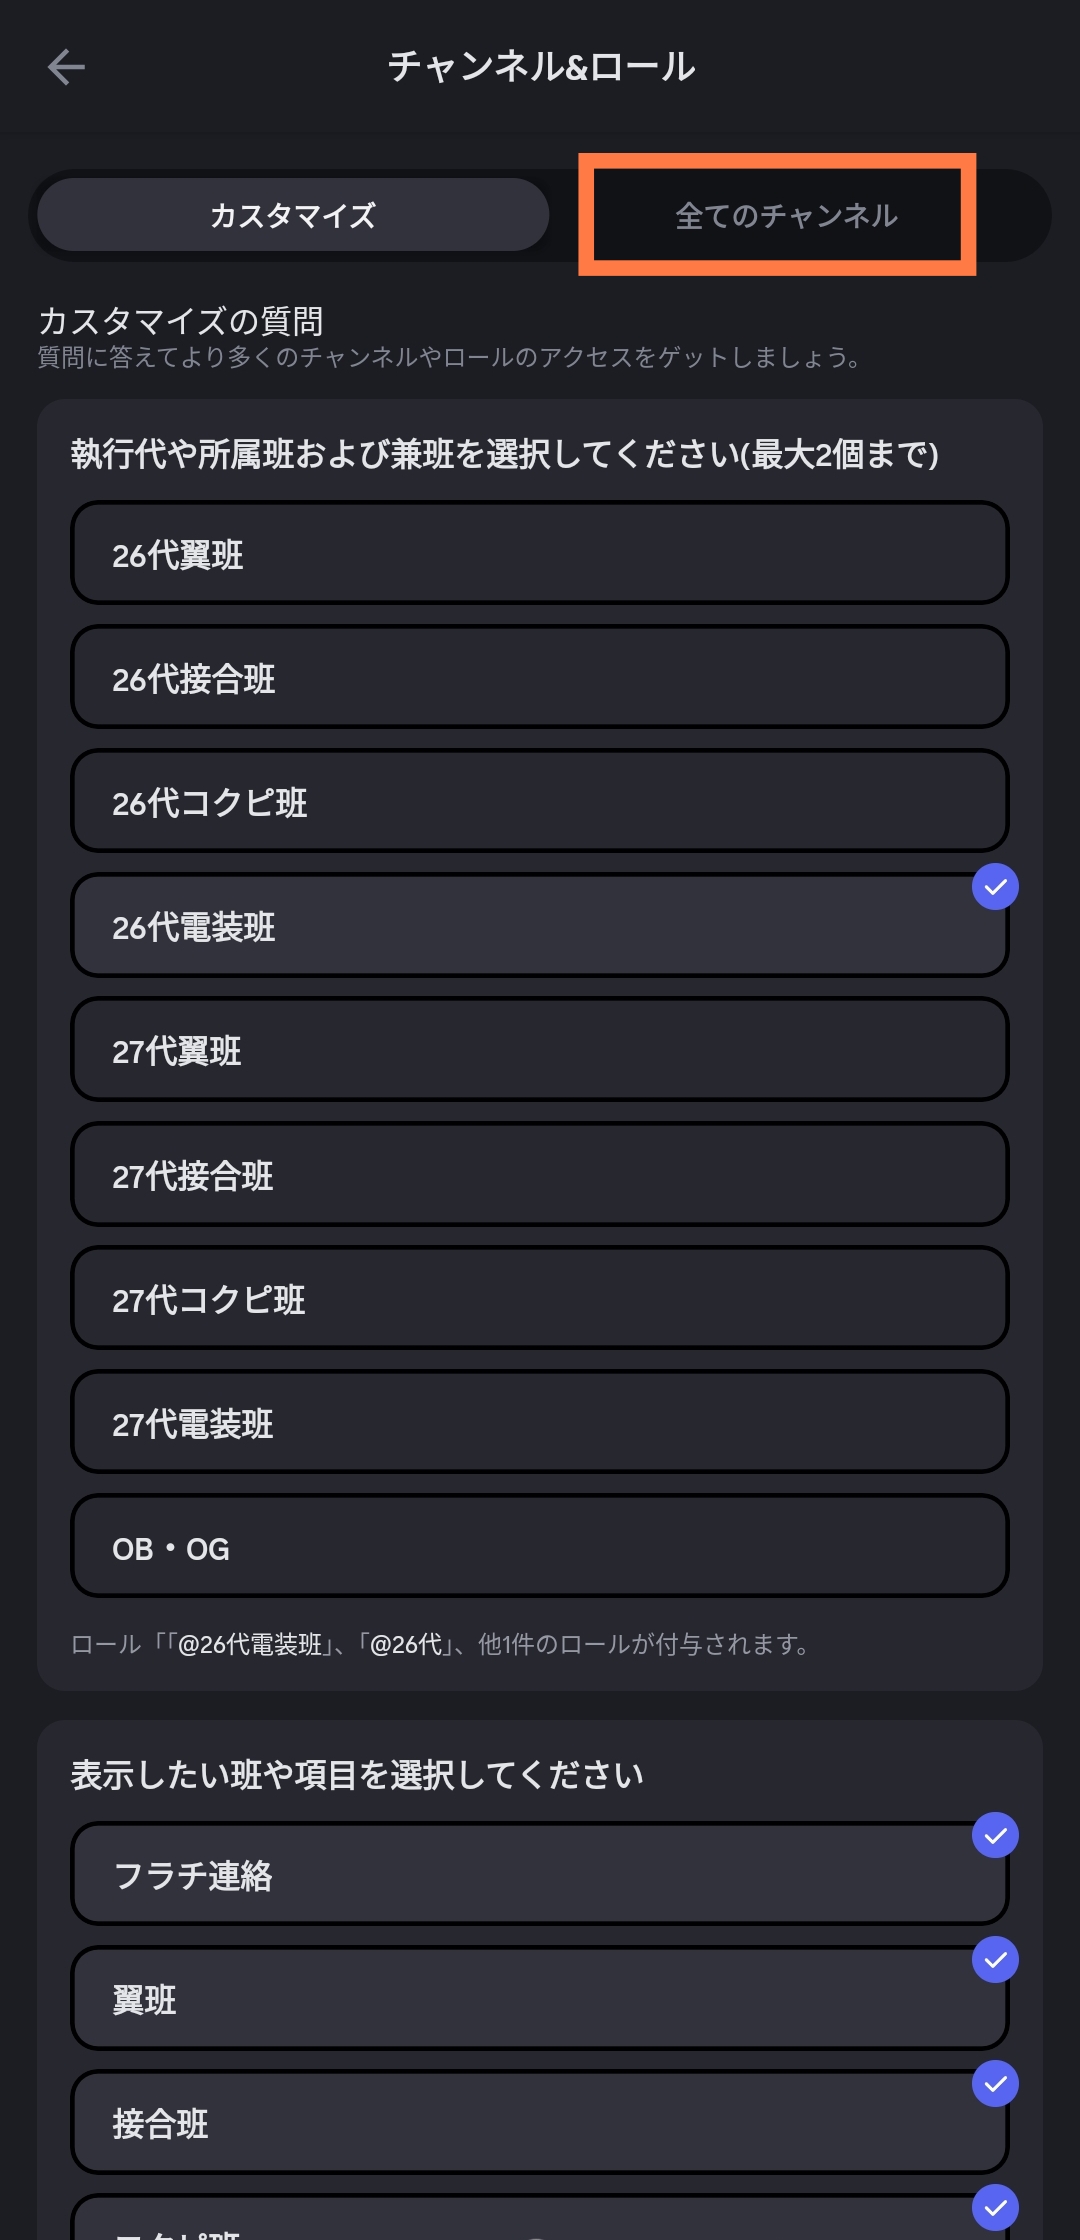 チャンネル&ロール
カスタマイズ
全てのチャンネル
カスタマイズの質問
質問に答えてより多くのチャンネルやロールのアクセスをゲットしましょう。
執行代や所属班および兼班を選択してください(最大2個まで)
26代翼班
26代接合班
26代コクピ班
26代電装班
27代翼班
27代接合班
27代コクピ班
27代電装班
OB・OG
ロール「「@26代電装班」、「@26代」、他1件のロールが付与されます。
表示したい班や項目を選択してください
フラチ連絡
翼班
接合班
コクピ班